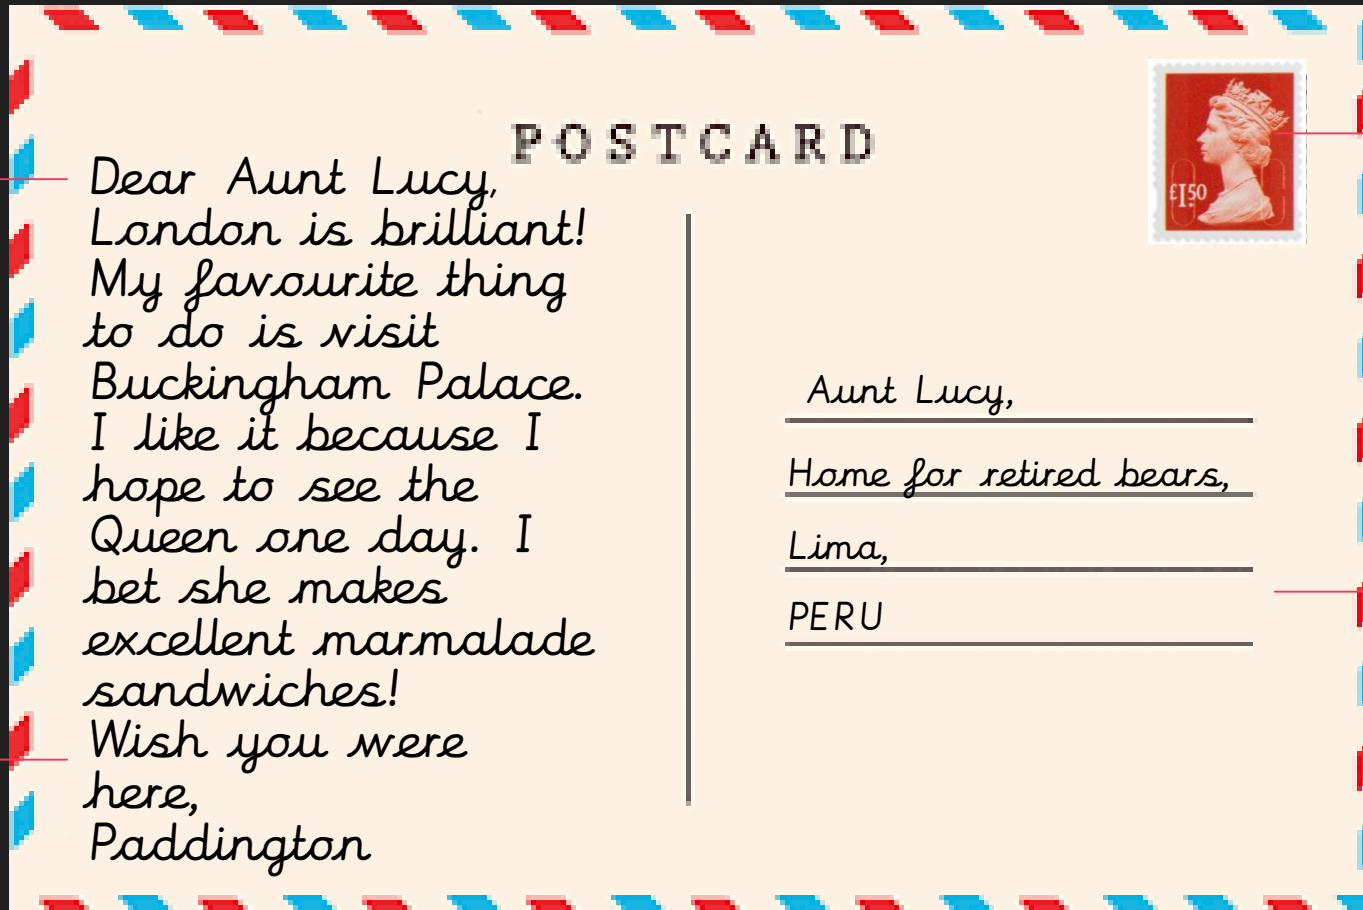 POSTCARD
Dear Aunt Lucy,
London is brilliant!
My favourite thing
to do is visit
Buckingham Palace.
I like it because I
hope to see the
Queen one day. I
bet she makes
excellent marmalade
sandwiches!
Wish you were
here,
Paddington
£1.50
Aunt Lucy,
Home for retired bears,
Lima,
PERU